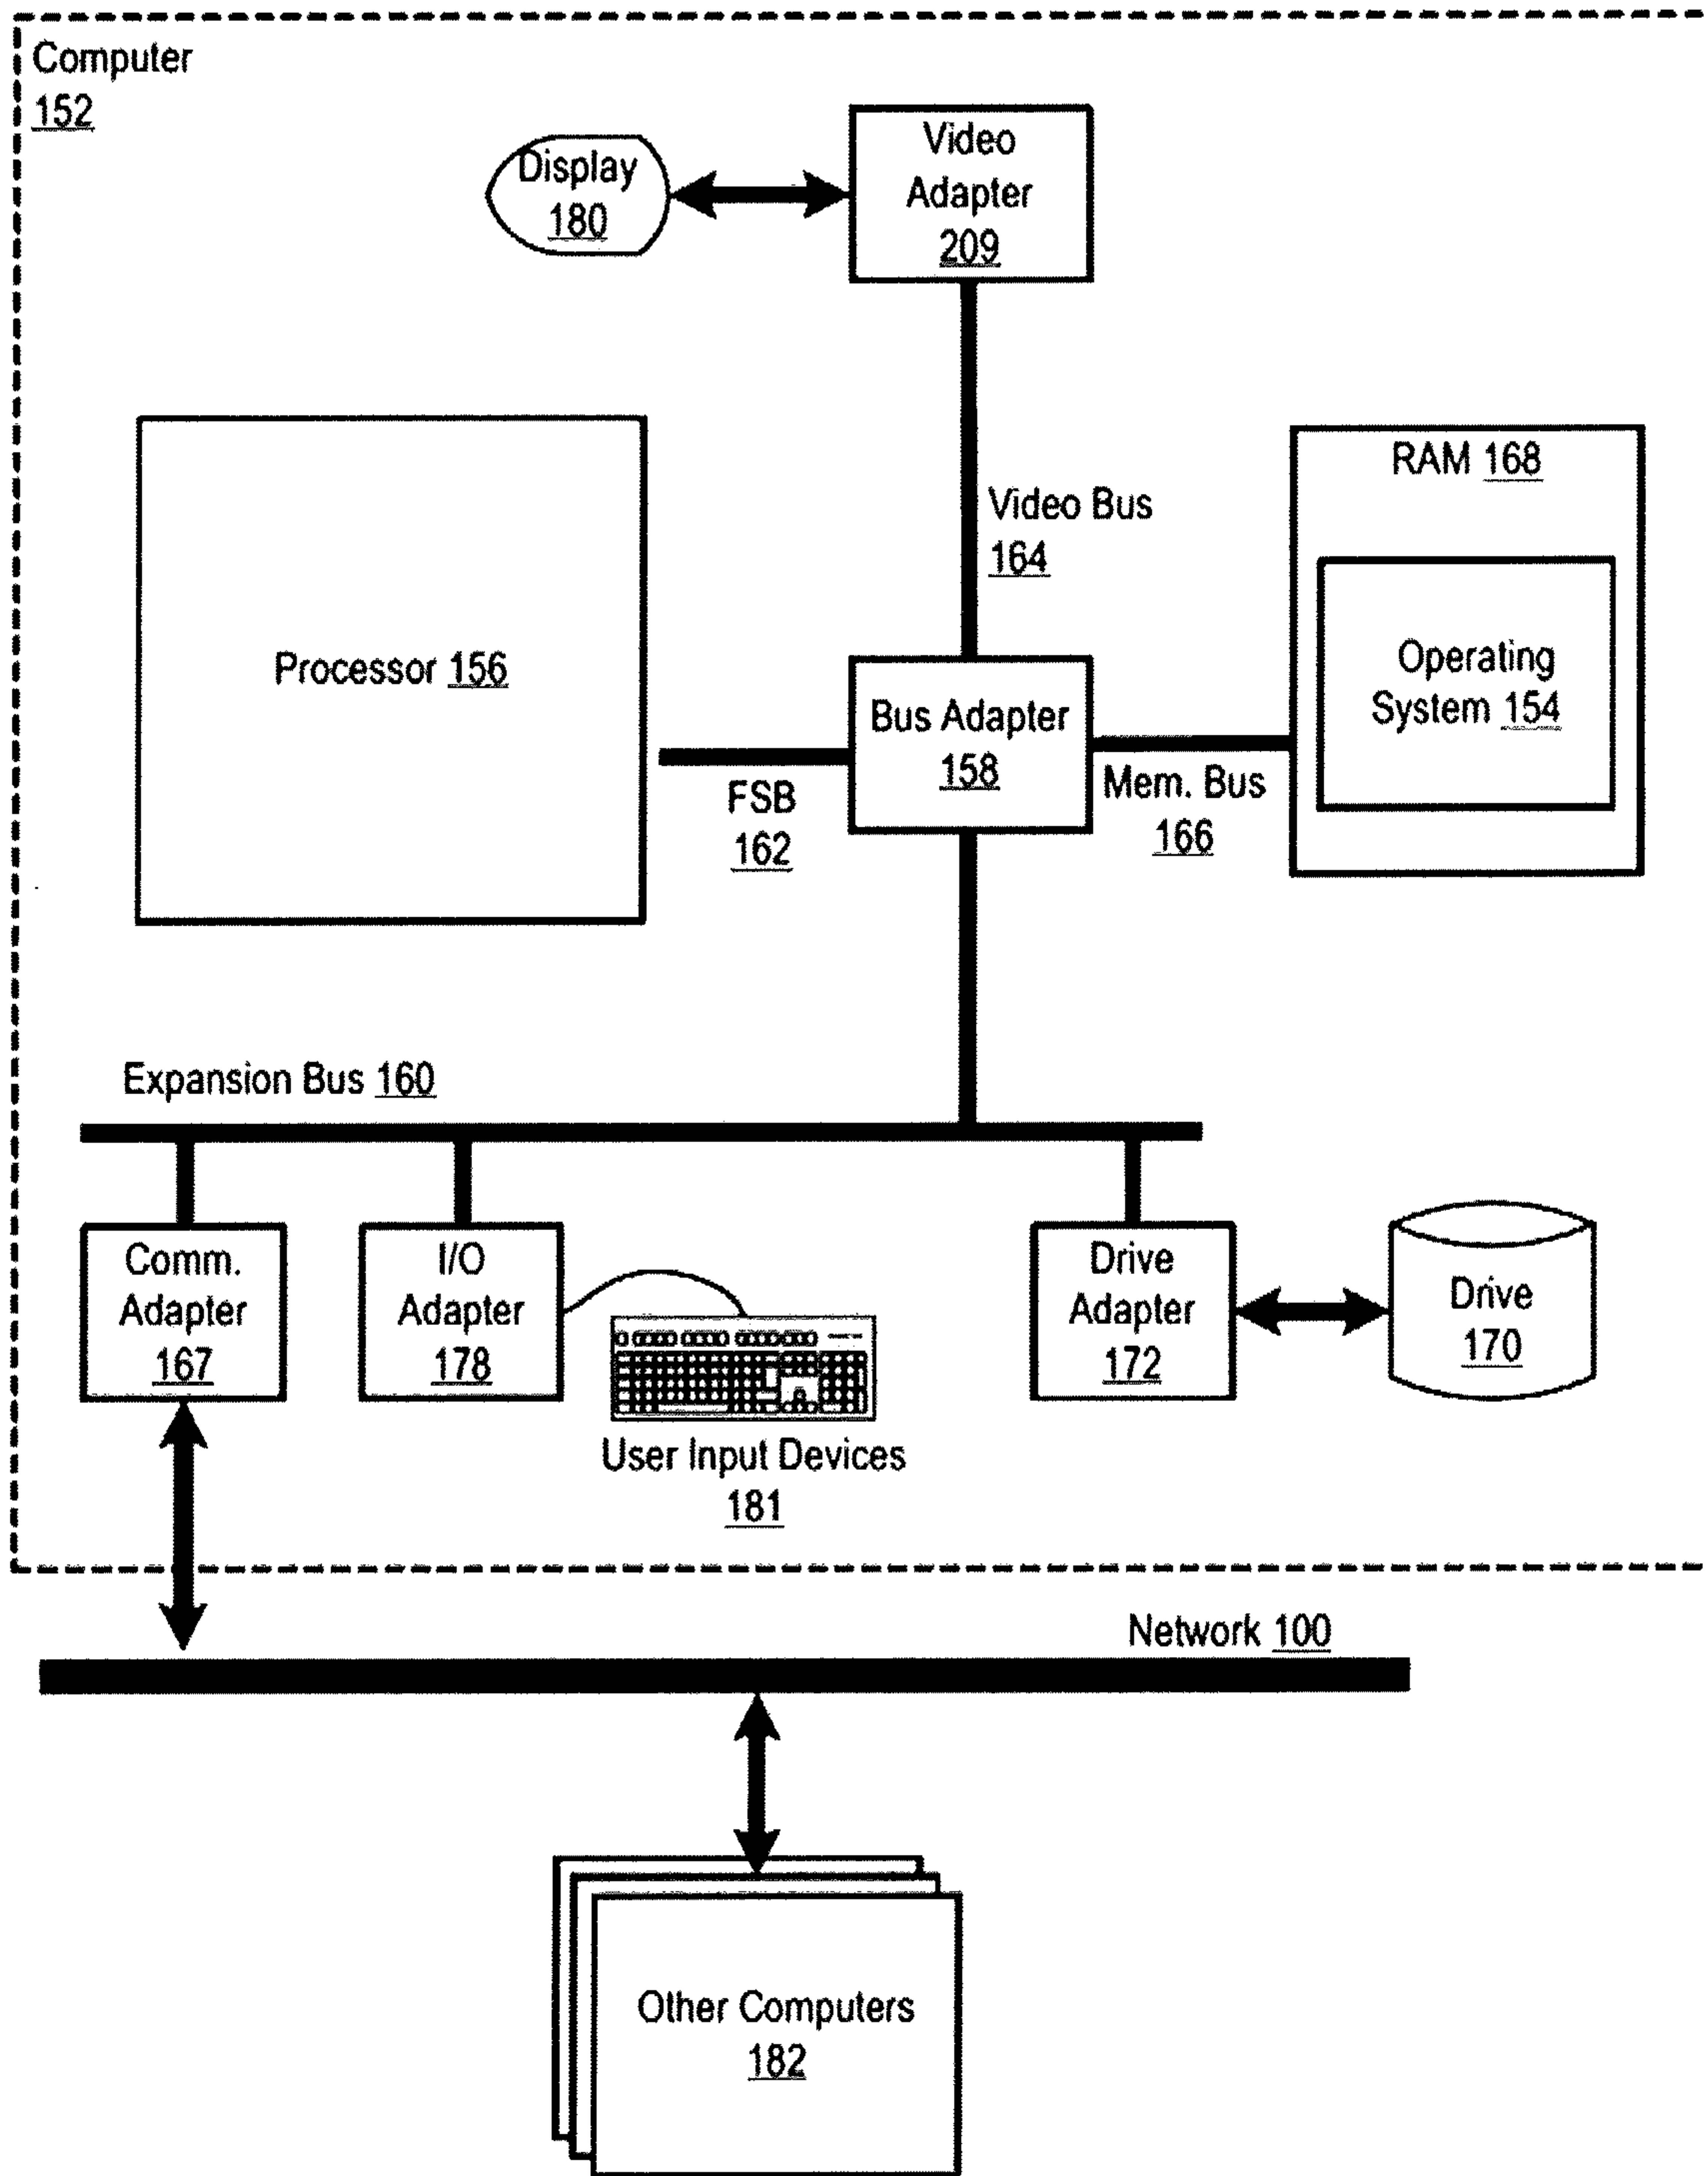 Computer
152
Display
180
Video
Adapter
209
Video Bus
164
RAM 168
Operating
System 154
Processor 156
Bus Adapter
158
FSB
162
Mem. Bus
166
Expansion Bus 160
Comm.
Adapter
167
I/O
Adapter
178
User Input Devices
181
Drive
Adapter
172
Drive
170
Network 100
Other Computers
182